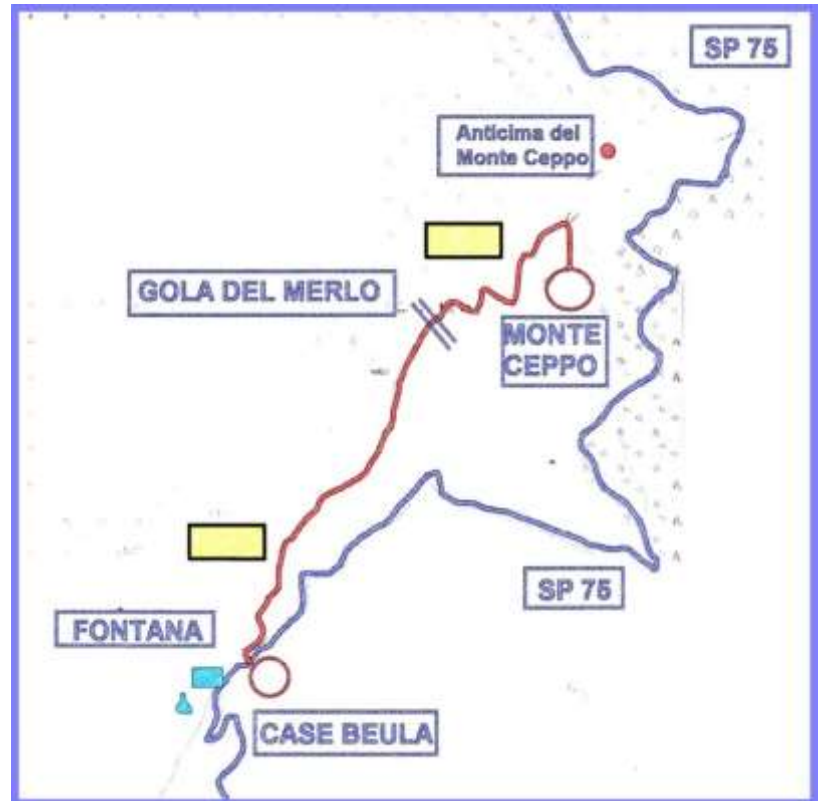 SP 75
Anticima del
Monte Ceppo
GOLA DEL MERLO
MONTE
CEPPO
SP 75
FONTANA
CASE BEULA